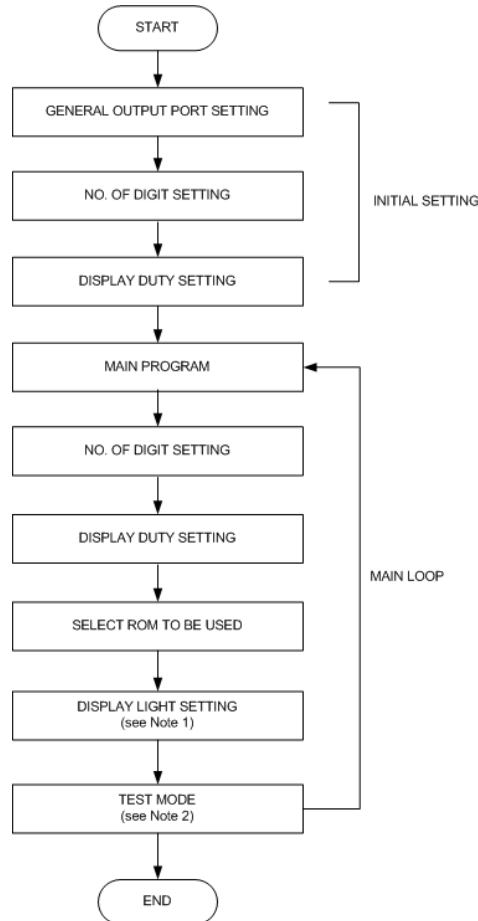 START
GENERAL OUTPUT PORT SETTING
NO. OF DIGIT SETTING
INITIAL SETTING
DISPLAY DUTY SETTING
MAIN PROGRAM
NO. OF DIGIT SETTING
DISPLAY DUTY SETTING
MAIN LOOP
SELECT ROM TO BE USED
DISPLAY LIGHT SETTING
(see Note 1)
TEST MODE
(see Note 2)
END